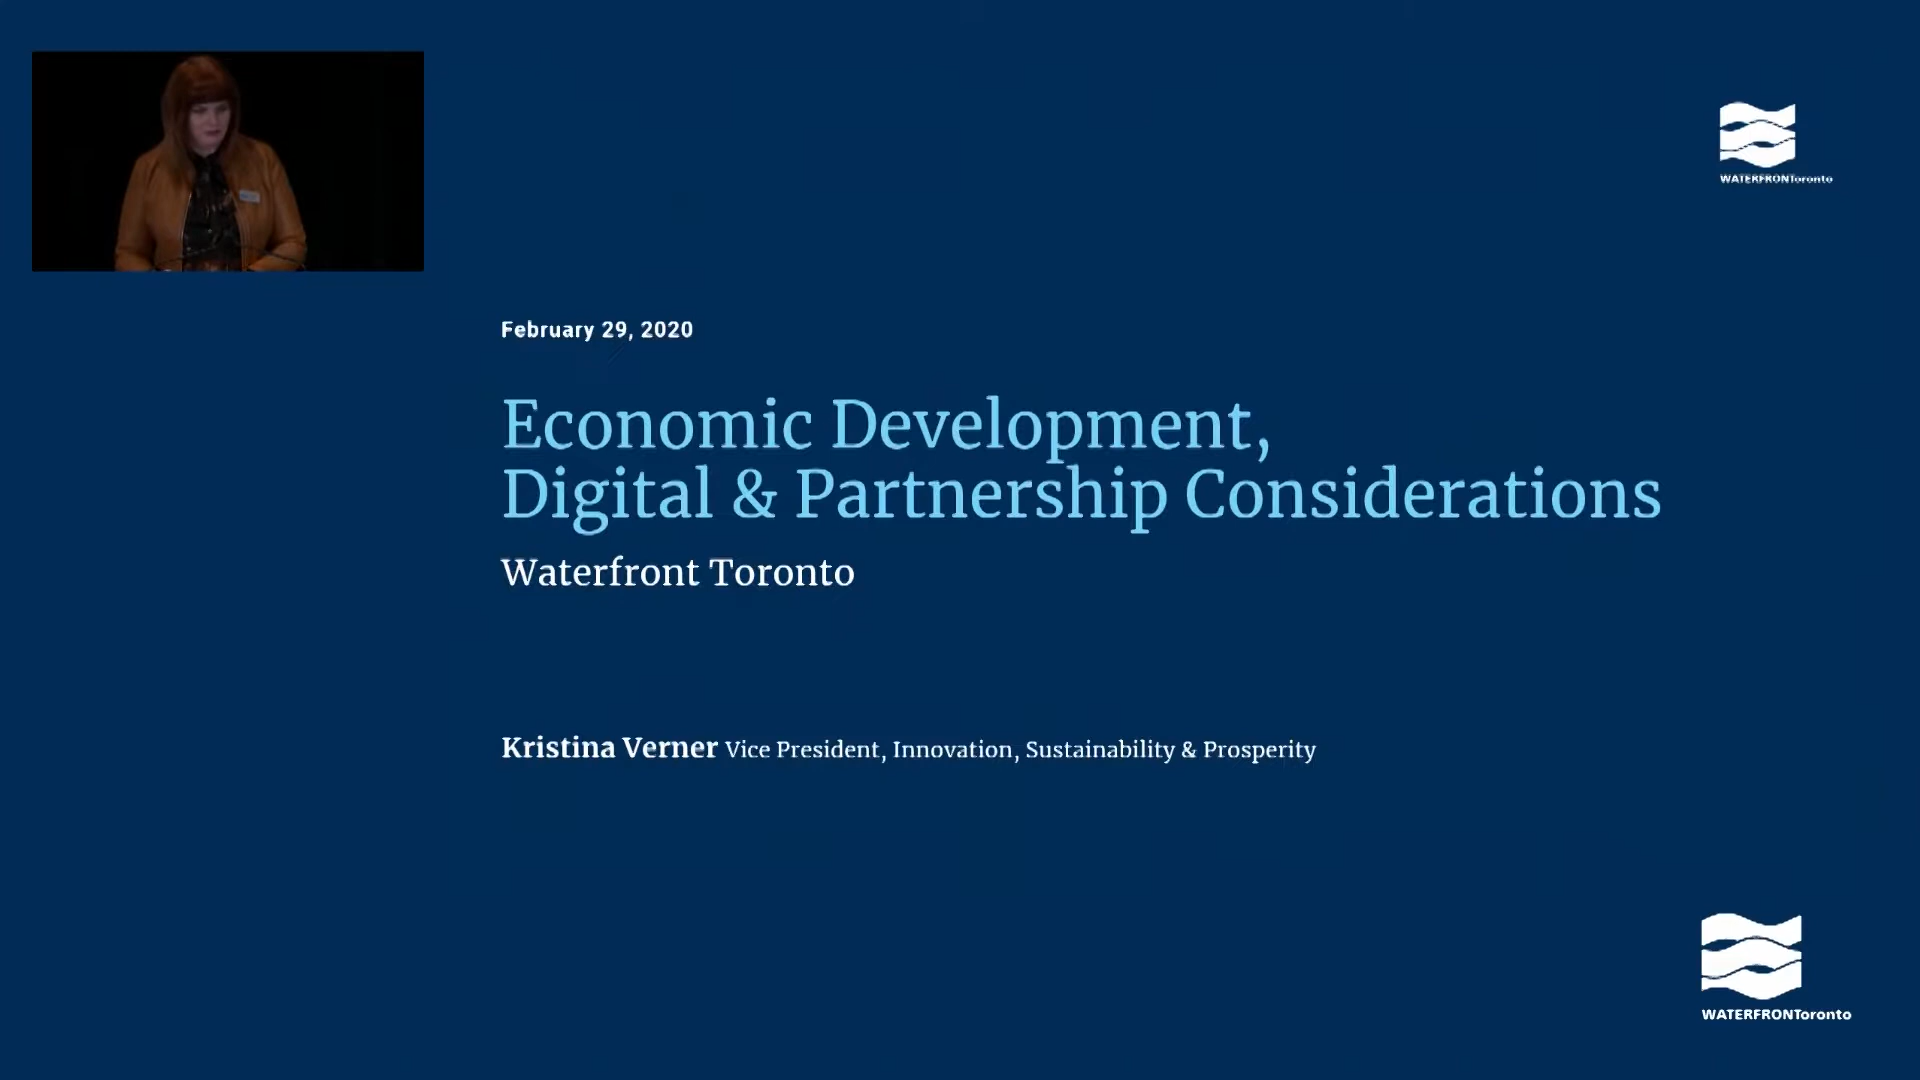 WATERFRONToronto
February 29, 2020
Economic Development,
Digital & Partnership Considerations
Waterfront Toronto
Kristina Verner Vice President, Innovation, Sustainability & Prosperity
WATERFRONToronto